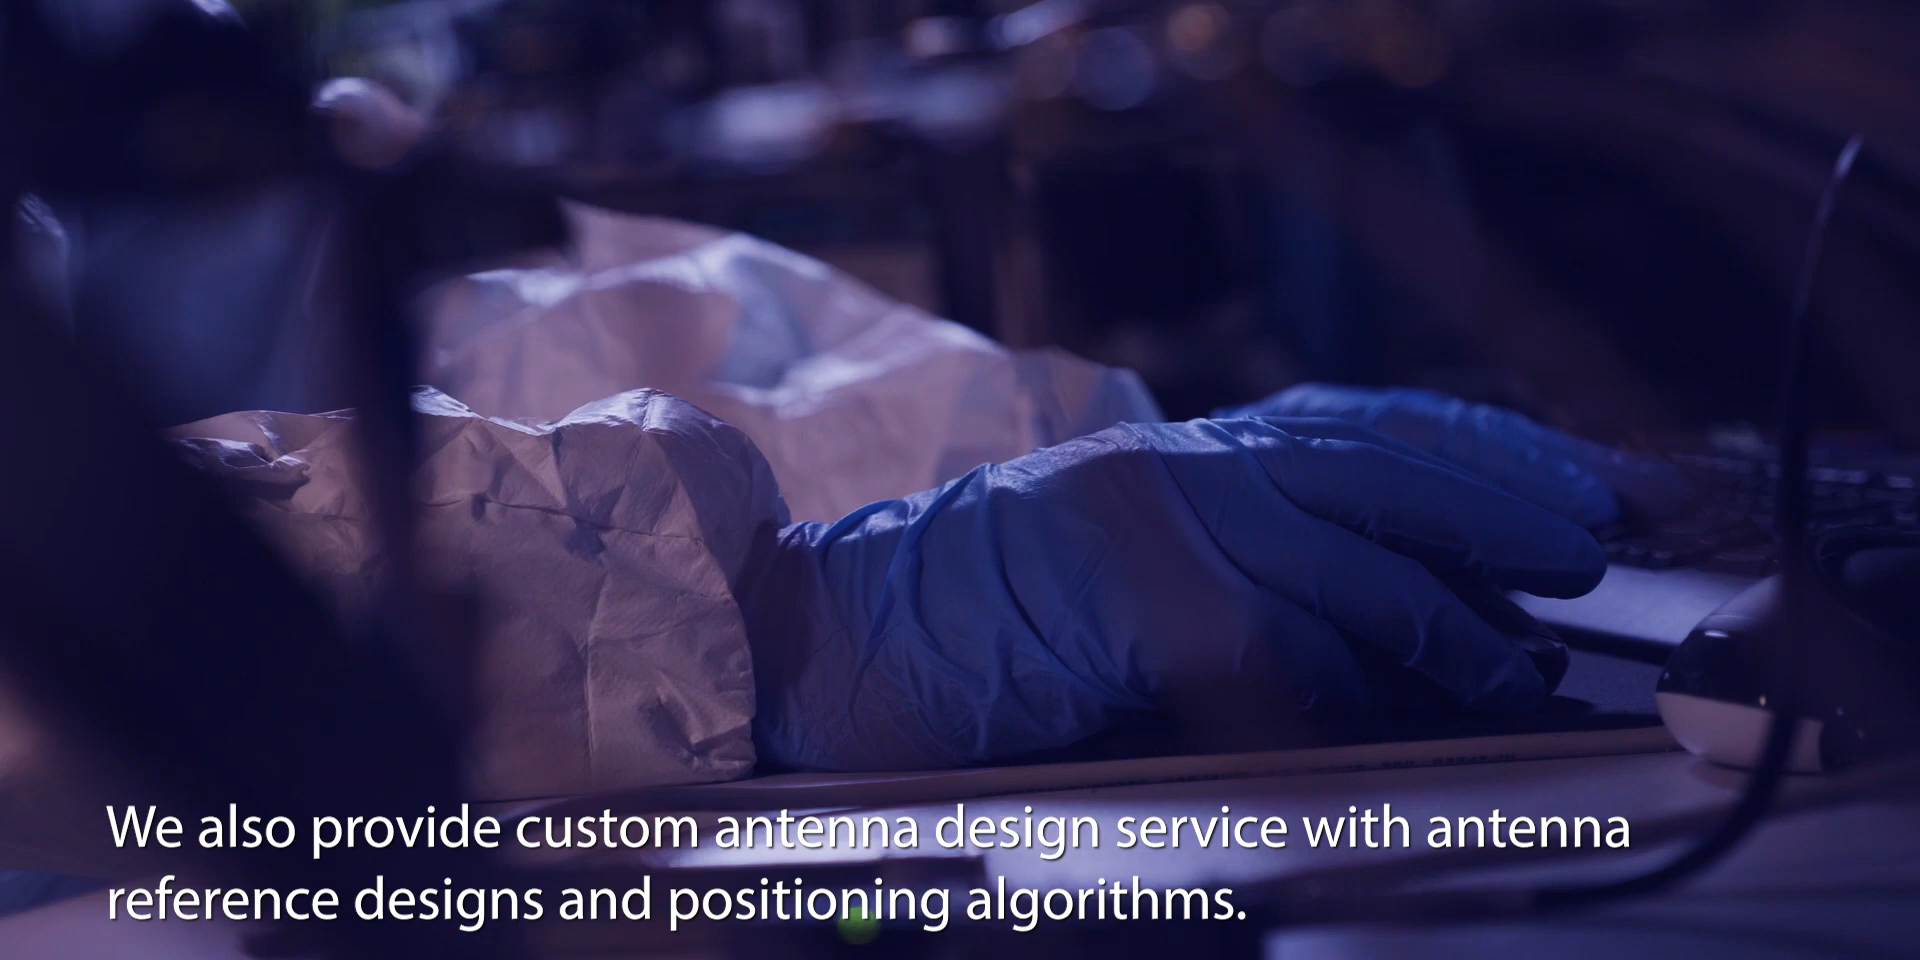 We also provide custom antenna design service with antenna
reference designs and positioning algorithms.